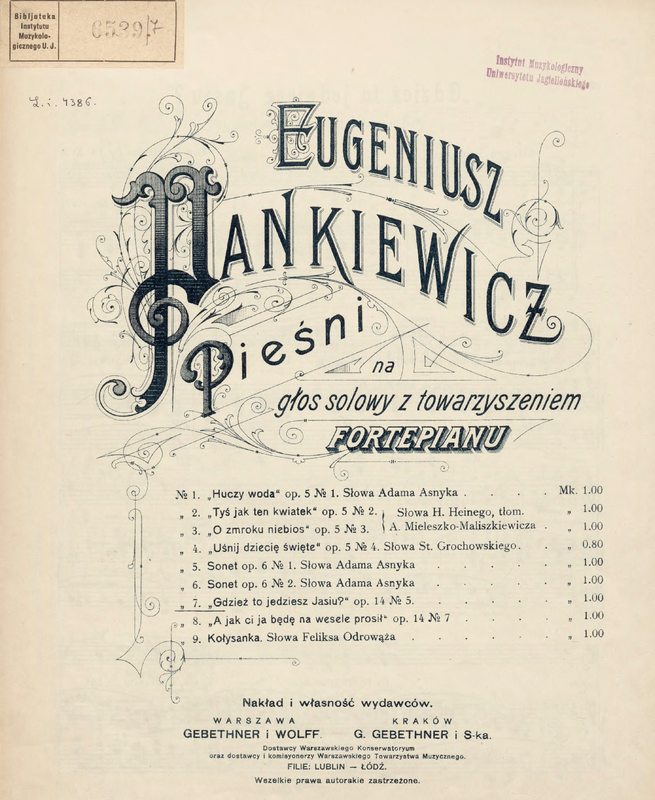 Bibljoteka
Instytutu
Muzykolo-
gicznego U. J.
6539/7
Instytut Muzykologiczny
Uniwersytetu Jagiellońskiego
L. i. 4386.
EUGENIUSZ
PANKIEWICZ
Pieśni
na
głos solowy z towarzyszeniem
FORTEPIANU
№ 1. „Huczy woda“ op. 5 № 1. Słowa Adama Asnyka . . . . Mk. 1.00
„ 2. „Tyś jak ten kwiatek“ op. 5 № 2. Słowa H. Heinego, tłom. „ 1.00
„ 3. „O zmroku niebios“ op. 5 № 3. A. Mieleszko-Maliszkiewicza . „ 1.00
„ 4. „Uśnij dziecię święte“ op. 5 № 4. Słowa St. Grochowskiego . . „ 0.80
„ 5. Sonet op. 6 № 1. Słowa Adama Asnyka . . . . . „ 1.00
„ 6. Sonet op. 6 № 2. Słowa Adama Asnyka . . . . . „ 1.00
„ 7. „Gdzież to jedziesz Jasiu?“ op. 14 № 5. . . . . . „ 1.00
„ 8. „A jak ci ja będę na wesele prosił“ op. 14 № 7 . . . . „ 1.00
„ 9. Kołysanka. Słowa Feliksa Odrowąża . . . . . . „ 1.00
Nakład i własność wydawców.
WARSZAWA KRAKÓW
GEBETHNER i WOLFF. G. GEBETHNER i S-ka.
Dostawcy Warszawskiego Konserwatoryum
oraz dostawcy i komisyonerzy Warszawskiego Towarzystwa Muzycznego.
FILIE: LUBLIN — ŁÓDŹ.
Wszelkie prawa autorskie zastrzeżone.